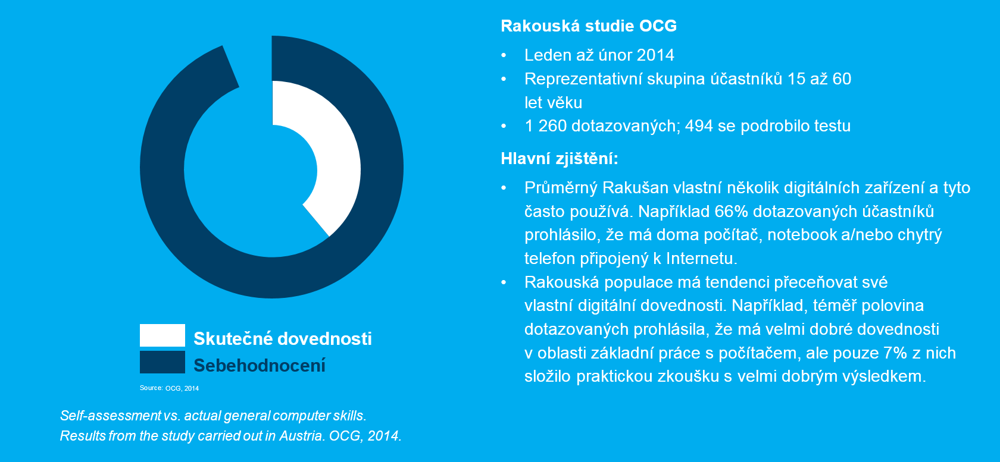 Rakouská studie OCG
• Leden až únor 2014
• Reprezentativní skupina účastníků 15 až 60
let věku
• 1 260 dotazovaných; 494 se podrobilo testu
Hlavní zjištění:
• Průměrný Rakušan vlastní několik digitálních zařízení a tyto
často používá. Například 66% dotazovaných účastníků
prohlásilo, že má doma počítač, notebook a/nebo chytrý
telefon připojený k Internetu.
• Rakouská populace má tendenci přeceňovat své
vlastní digitální dovednosti. Například, téměř polovina
dotazovaných prohlásila, že má velmi dobré dovednosti
v oblasti základní práce s počítačem, ale pouze 7% z nich
složilo praktickou zkoušku s velmi dobrým výsledkem.
Skutečné dovednosti
Sebehodnocení
Source: OCG, 2014
Self-assessment vs. actual general computer skills.
Results from the study carried out in Austria. OCG, 2014.